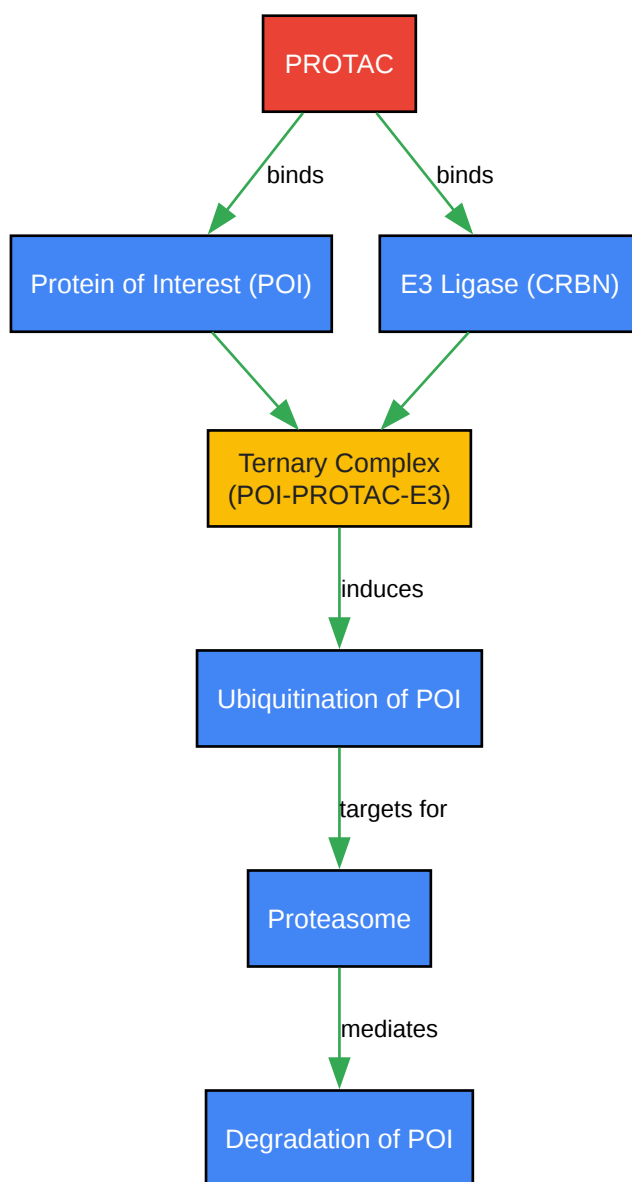 PROTAC
binds
binds
Protein of Interest (POI)
E3 Ligase (CRBN)
Ternary Complex
(POI-PROTAC-E3)
induces
Ubiquitination of POI
targets for
Proteasome
mediates
Degradation of POI